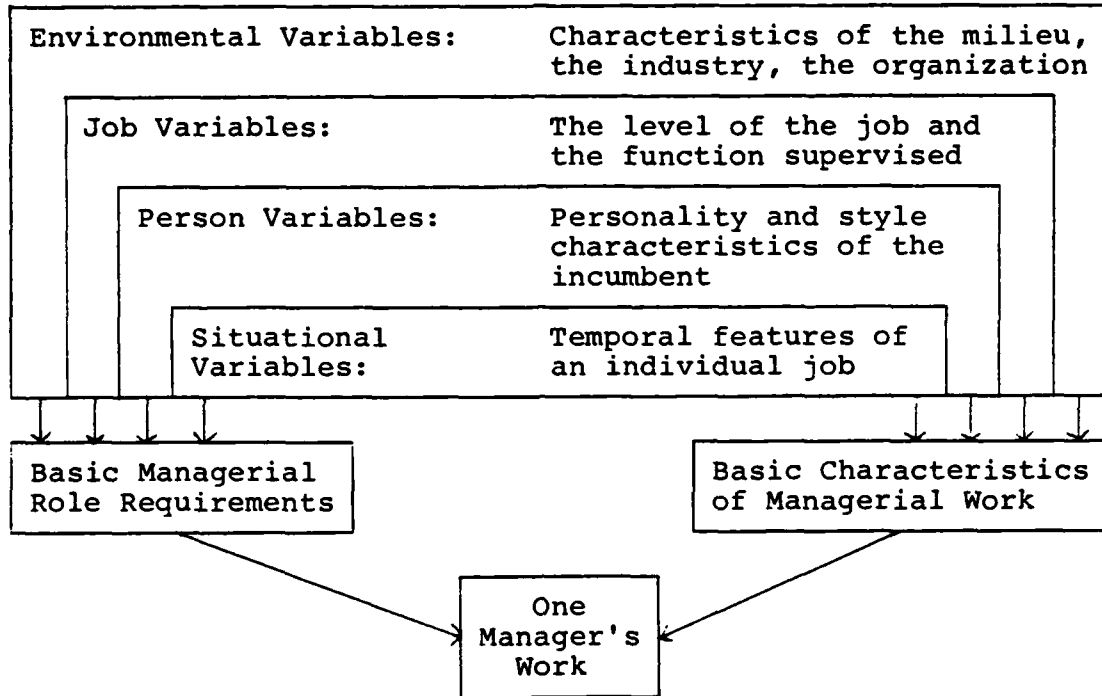 Environmental Variables: Characteristics of the milieu,
the industry, the organization
Job Variables: The level of the job and
the function supervised
Person Variables: Personality and style
characteristics of the
incumbent
Situational Temporal features of
Variables: an individual job
Basic Managerial
Role Requirements
Basic Characteristics
of Managerial Work
One
Manager's
Work